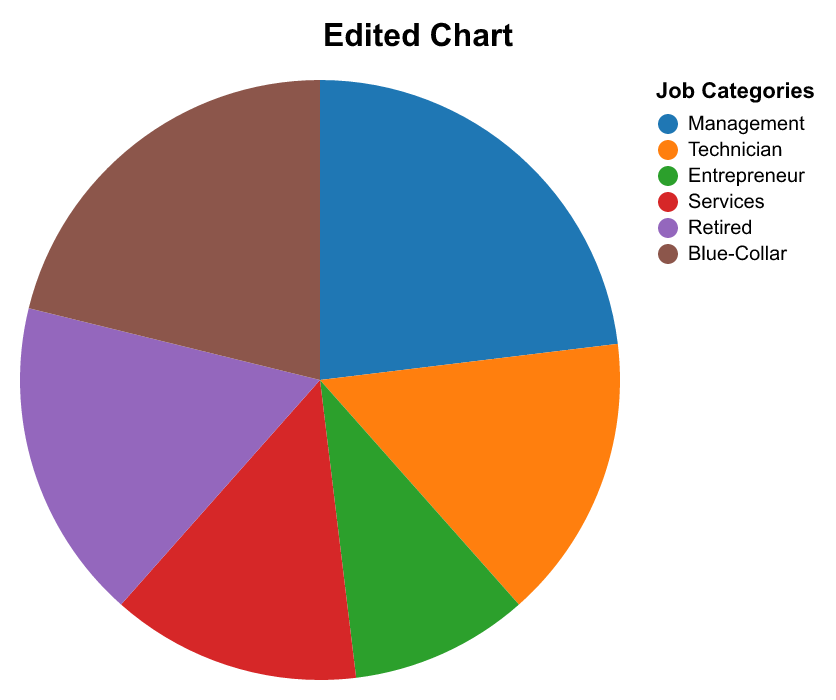 Edited Chart
Job Categories
Management
Technician
Entrepreneur
Services
Retired
Blue-Collar